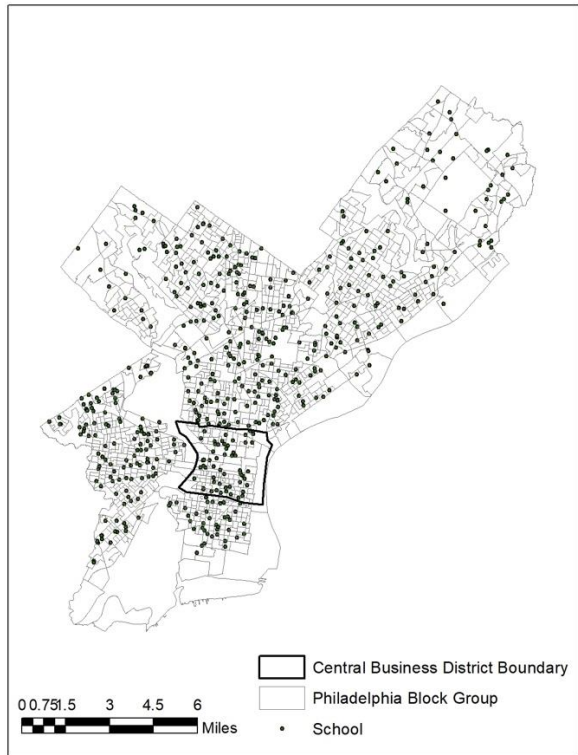 Central Business District Boundary
Philadelphia Block Group
School
0 0.75 1.5 3 4.5 6
Miles